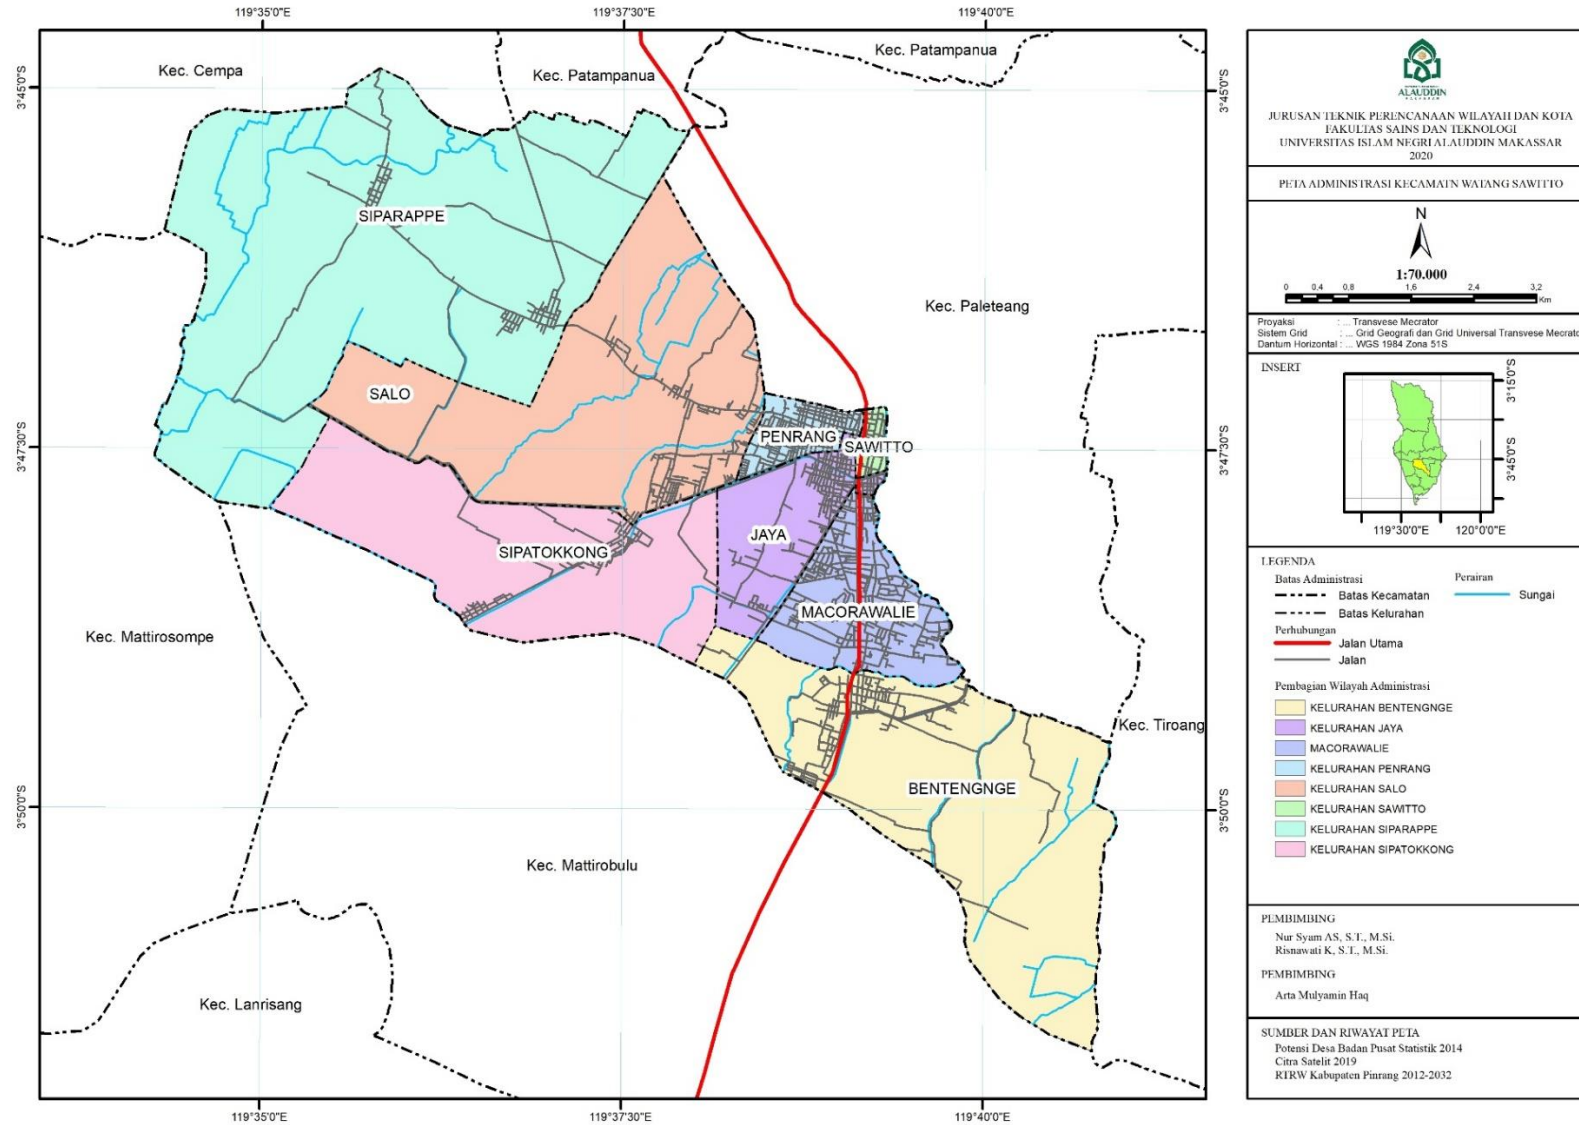 119°35'0"E 119°37'30"E 119°40'0"E
3°45'0"S 3°45'0"S
Kec. Cempa
Kec. Patampanua
Kec. Patampanua
SIPARAPPE
Kec. Paleteang
SALO
PENRANG
SAWITTO
3°47'30"S 3°47'30"S
JAYA
SIPATOKKONG
MACORAWALIE
Kec. Mattirosompe
Kec. Tiroang
BENTENGNGE
3°50'0"S 3°50'0"S
Kec. Mattirobulu
Kec. Lanrisang
119°35'0"E 119°37'30"E 119°40'0"E
ALAUDDIN
JURUSAN TEKNIK PERENCANAAN WILAYAH DAN KOTA
FAKULTAS SAINS DAN TEKNOLOGI
UNIVERSITAS ISLAM NEGRI ALAUDDIN MAKASSAR
2020
PETA ADMINISTRASI KECAMATN WATANG SAWITTO
N
1:70.000
0 0,4 0,8 1,6 2,4 3,2
Km
Proyaksi : ... Transvese Mecrator
Sistem Grid : ... Grid Geografi dan Grid Universal Transvese Mecrato
Dantum Horizontal : ... WGS 1984 Zona 51S
INSERT
3°15'0"S
3°45'0"S
119°30'0"E 120°0'0"E
LEGENDA
Batas Administrasi
Batas Kecamatan
Batas Kelurahan
Perairan
Sungai
Perhubungan
Jalan Utama
Jalan
Pembagian Wilayah Administrasi
KELURAHAN BENTENGNGE
KELURAHAN JAYA
MACORAWALIE
KELURAHAN PENRANG
KELURAHAN SALO
KELURAHAN SAWITTO
KELURAHAN SIPARAPPE
KELURAHAN SIPATOKKONG
PEMBIMBING
Nur Syam AS, S.T., M.Si.
Risnawati K, S.T., M.Si.
PEMBIMBING
Arta Mulyamin Haq
SUMBER DAN RIWAYAT PETA
Potensi Desa Badan Pusat Statistik 2014
Citra Satelit 2019
RTRW Kabupaten Pinrang 2012-2032